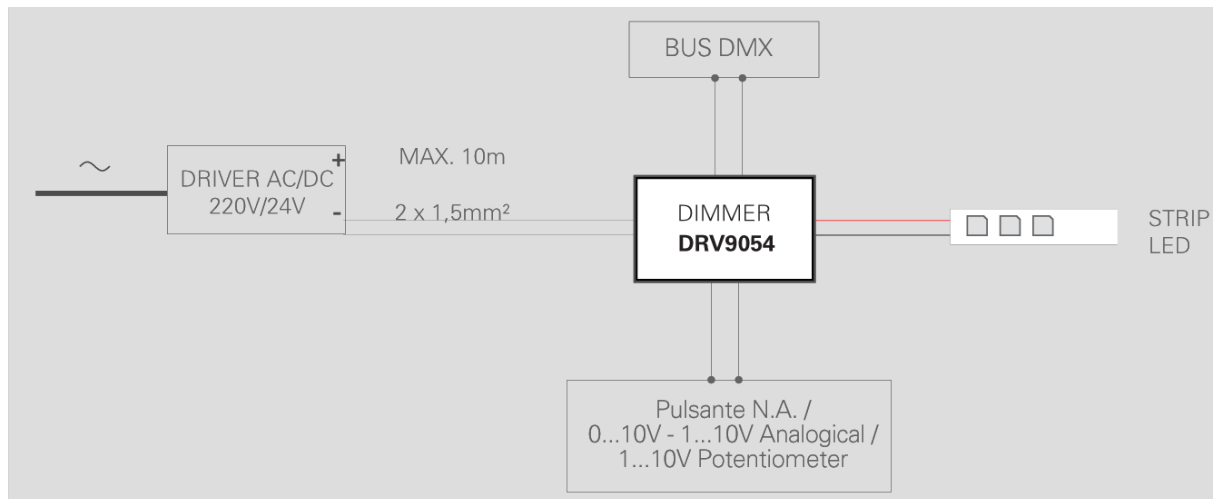 BUS DMX
~
DRIVER AC/DC
220V/24V
+
-
MAX. 10m
2 x 1,5mm²
DIMMER
DRV9054
STRIP
LED
Pulsante N.A. /
0...10V - 1...10V Analogical /
1...10V Potentiometer